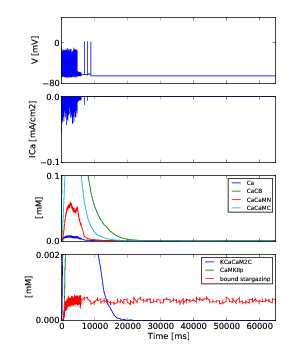 0
V [mV]
−80
0.0
ICa [mA/cm2]
−0.1
0.1
[mM]
0.0
Ca
CaCB
CaCaMN
CaCaMC
0.002
[mM]
0.000
KCaCaM2C
CaMKIIp
bound stargazinp
0 10000 20000 30000 40000 50000 60000
Time [ms]